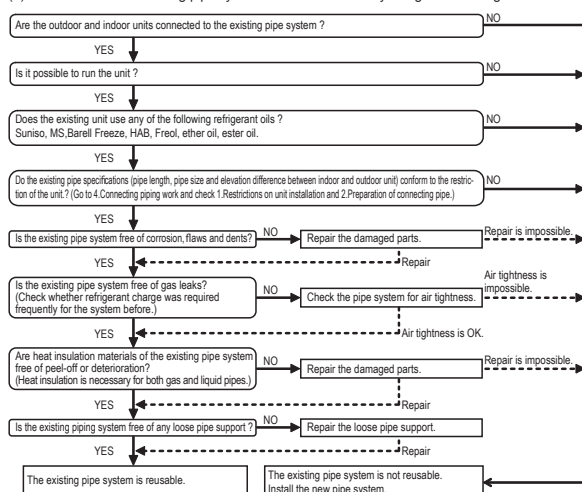 Are the outdoor and indoor units connected to the existing pipe system ?
NO
YES
Is it possible to run the unit ?
NO
YES
Does the existing unit use any of the following refrigerant oils ?
Suniso, MS,Barell Freeze, HAB, Freol, ether oil, ester oil.
NO
YES
Do the existing pipe specifications (pipe length, pipe size and elevation difference between indoor and outdoor unit) conform to the restric-
tion of the unit.? (Go to 4.Connecting piping work and check 1.Restrictions on unit installation and 2.Preparation of connecting pipe.)
NO
YES
Is the existing pipe system free of corrosion, flaws and dents?
NO
Repair the damaged parts.
Repair is impossible.
YES
Repair
Is the existing pipe system free of gas leaks?
(Check whether refrigerant charge was required
frequently for the system before.)
NO
Check the pipe system for air tightness.
Air tightness is
impossible.
YES
Air tightness is OK.
Are heat insulation materials of the existing pipe system
free of peel-off or deterioration?
(Heat insulation is necessary for both gas and liquid pipes.)
NO
Repair the damaged parts.
Repair is impossible.
YES
Repair
Is the existing piping system free of any loose pipe support ?
NO
Repair the loose pipe support.
YES
Repair
The existing pipe system is reusable.
The existing pipe system is not reusable.
Install the new pipe system